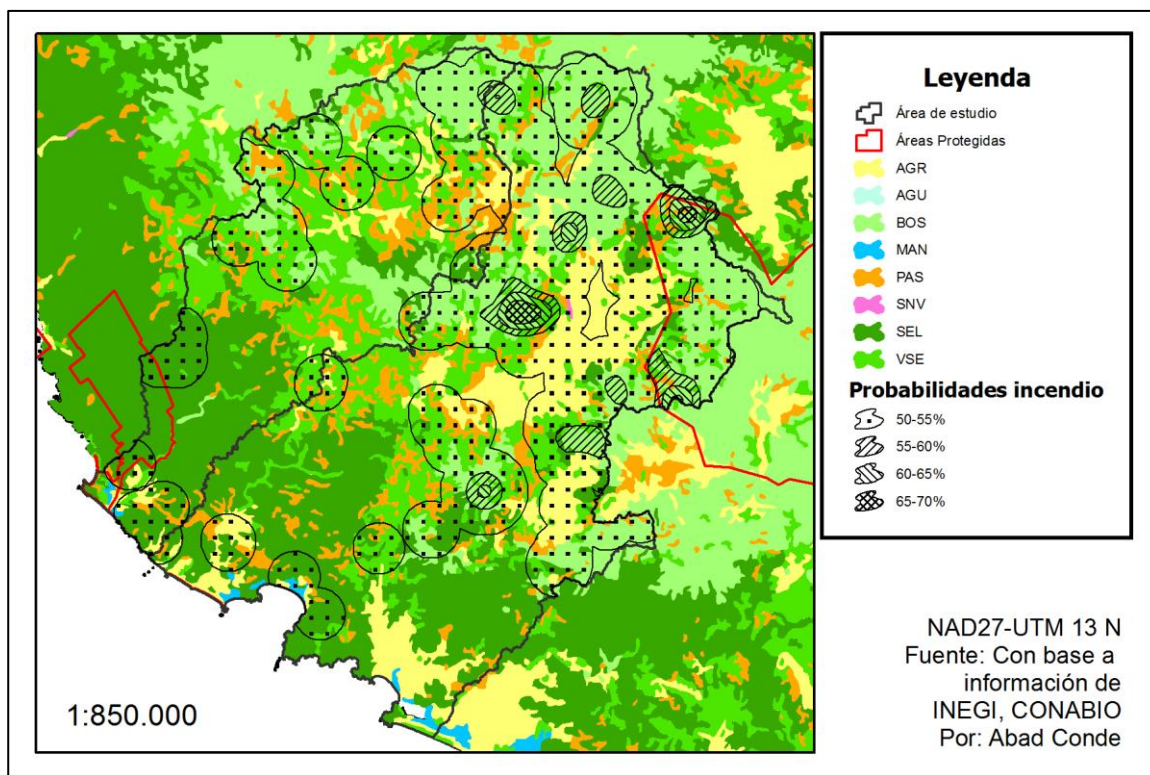 Leyenda
Área de estudio
Áreas Protegidas
AGR
AGU
BOS
MAN
PAS
SNV
SEL
VSE
Probabilidades incendio
50-55%
55-60%
60-65%
65-70%
1:850.000
NAD27-UTM 13 N
Fuente: Con base a
información de
INEGI, CONABIO
Por: Abad Conde